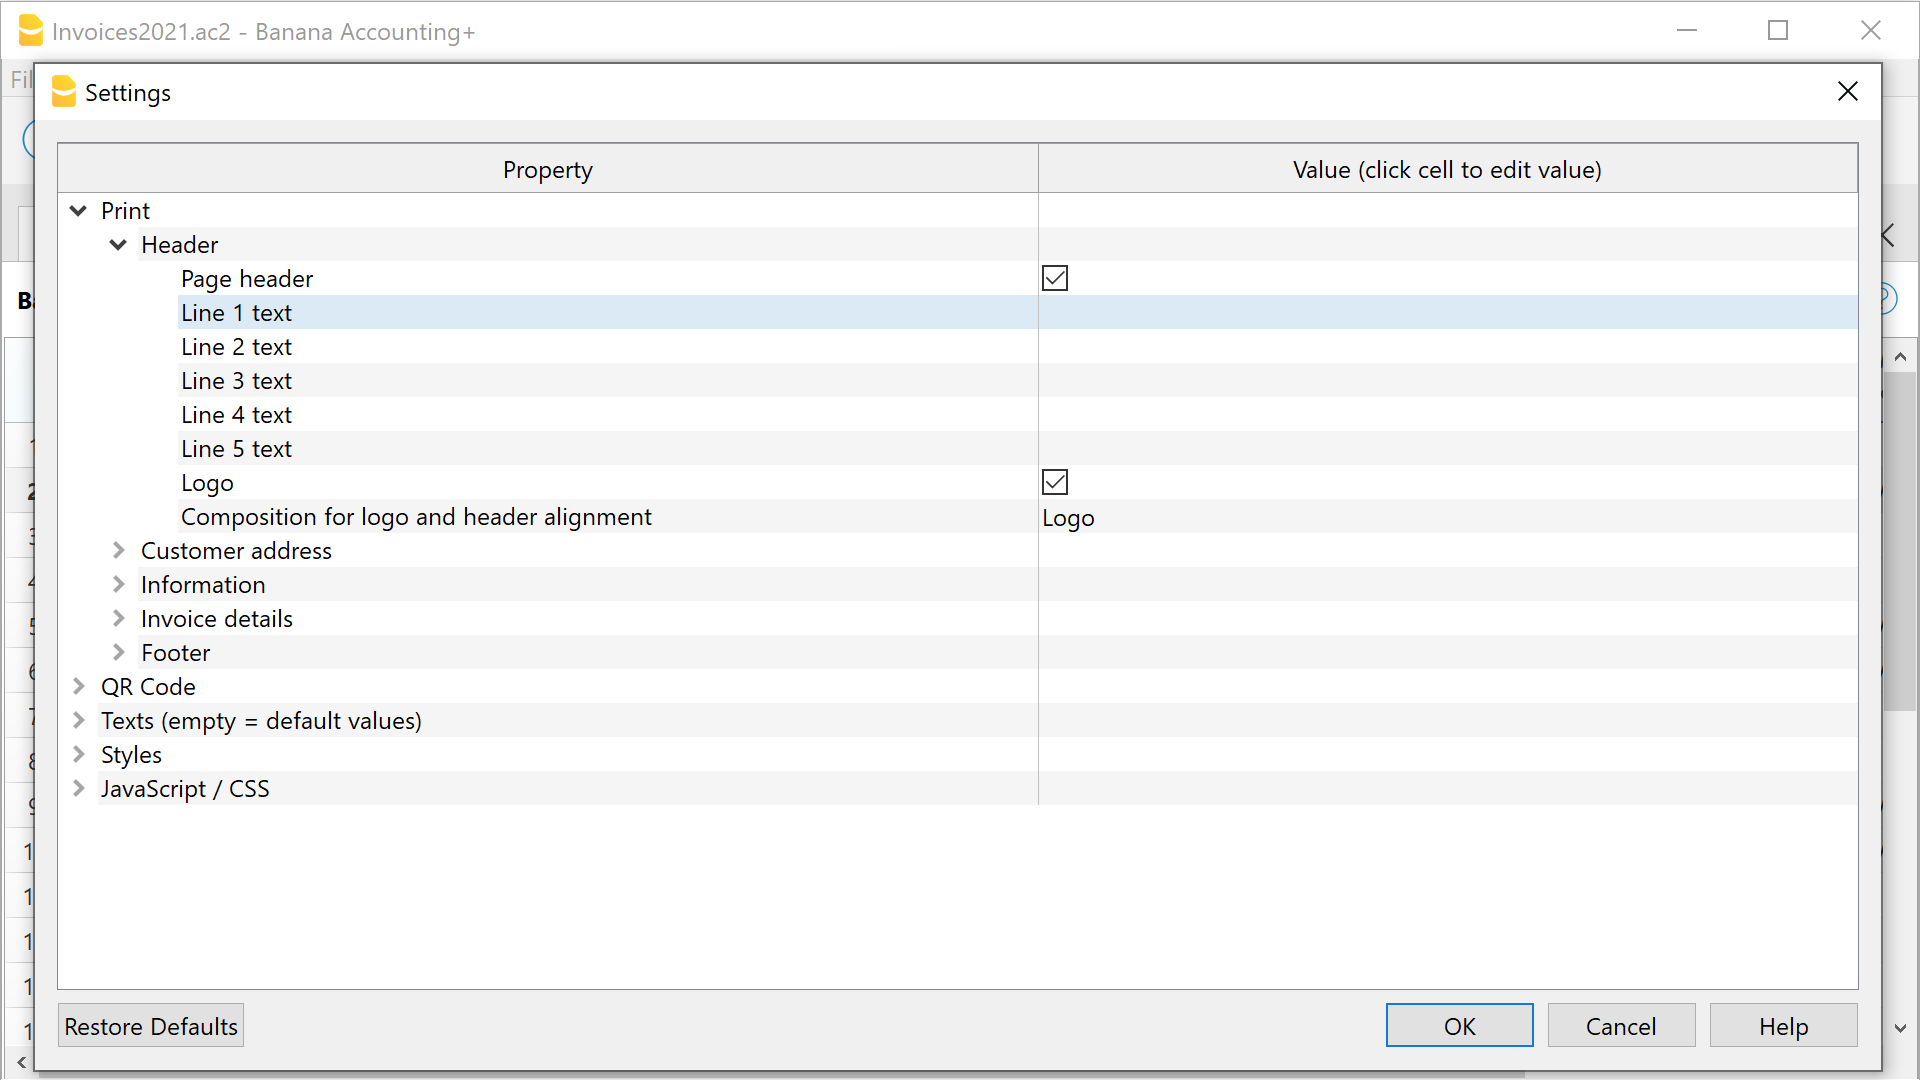 Invoices2021.ac2 - Banana Accounting+
Settings
Property
Value (click cell to edit value)
Print
Header
Page header
Line 1 text
Line 2 text
Line 3 text
Line 4 text
Line 5 text
Logo
Composition for logo and header alignment
Logo
Customer address
Information
Invoice details
Footer
QR Code
Texts (empty = default values)
Styles
JavaScript / CSS
Restore Defaults
OK
Cancel
Help